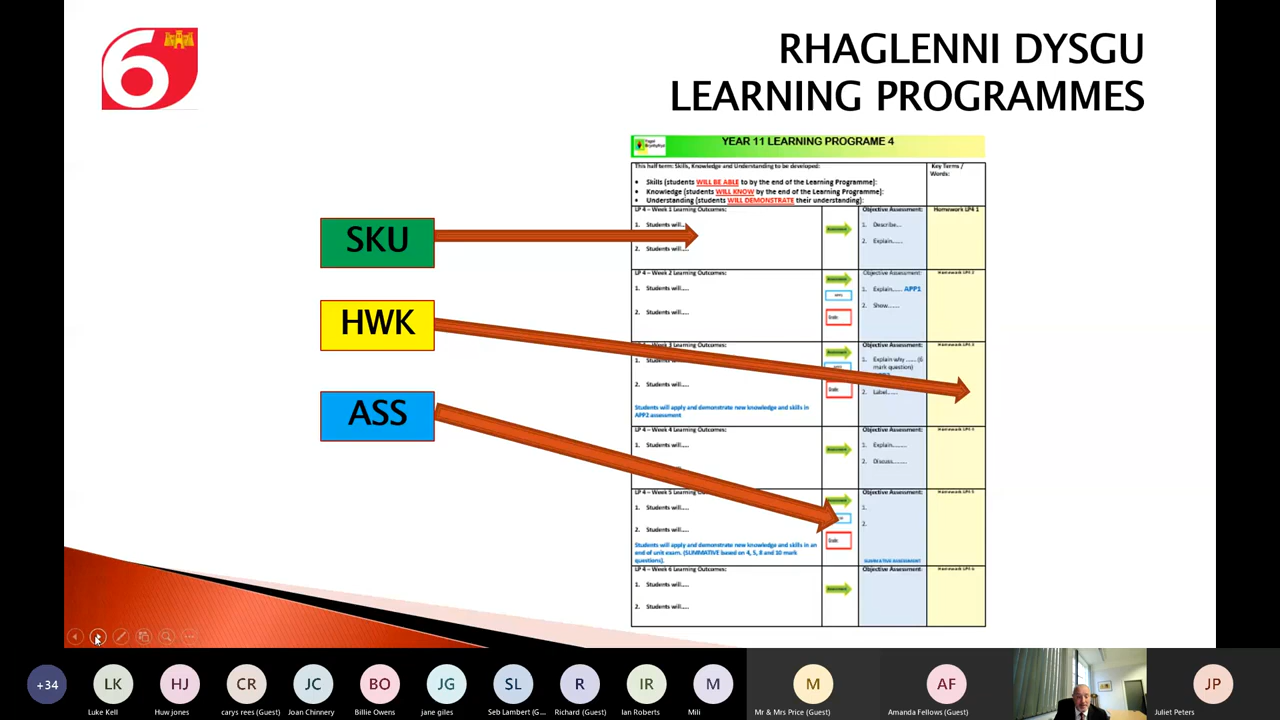 6
RHAGLENNI DYSGU
LEARNING PROGRAMMES
YEAR 11 LEARNING PROGRAME 4
This half term: Skills, Knowledge and Understanding to be developed:
Key Terms /
Words:
• Skills (students WILL BE ABLE to by the end of the Learning Programme):
• Knowledge (students WILL KNOW by the end of the Learning Programme):
• Understanding (students WILL DEMONSTRATE their understanding):
SKU
HWK
ASS
LP 4 – Week 1 Learning Outcomes:
1. Students will.....
2. Students will.....
Objective Assessment:
1. Describe...
2. Explain......
Homework LP4 1
LP 4 – Week 2 Learning Outcomes:
1. Students will.....
2. Students will.....
Objective Assessment:
1. Explain...... APP1
2. Show.......
Homework LP4 2
Week 3 Learning Outcomes:
1. Students
2. Students will.....
Students will apply and demonstrate new knowledge and skills in
APP2 assessment
Grade:
Objective Assessment:
1. Explain why .......(6
mark question)
2. Label......
Homework LP4 3
LP 4 – Week 4 Learning Outcomes:
1. Students will.....
Objective Assessment:
1. Explain.........
2. Discuss.........
Homework LP4 4
LP 4 – Week 5 Learning Outcomes:
1. Students will.....
2. Students will.....
Students will apply and demonstrate new knowledge and skills in an
end of unit exam. (SUMMATIVE based on 4, 5, 8 and 10 mark
questions).
Grade:
Objective Assessment:
1.
2.
SUMMATIVE ASSESSMENT
Homework LP4 5
LP 4 – Week 6 Learning Outcomes:
1. Students will.....
2. Students will.....
Objective Assessment:
Homework LP4 6
+34
LK
HJ
CR
JC
BO
JG
SL
R
IR
M
M
AF
JP
Luke Kell
Huw jones
carys rees (Guest)
Joan Chinnery
Billie Owens
jane giles
Seb Lambert (G...
Richard (Guest)
Ian Roberts
Mili
Mr & Mrs Price (Guest)
Amanda Fellows (Guest)
Juliet Peters